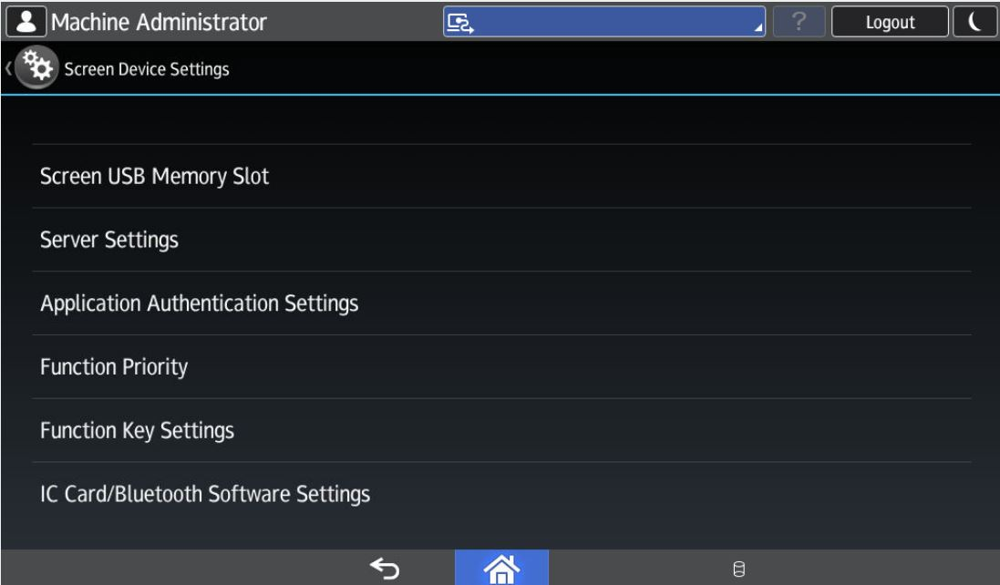 Machine Administrator
?
Logout
Screen Device Settings
Screen USB Memory Slot
Server Settings
Application Authentication Settings
Function Priority
Function Key Settings
IC Card/Bluetooth Software Settings